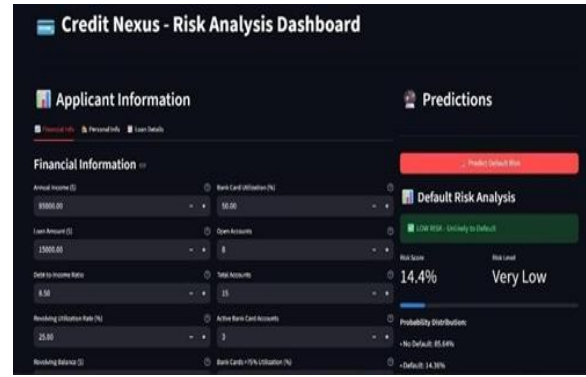 Credit Nexus - Risk Analysis Dashboard
Applicant Information
Financial Info Personal Info Loan Details
Financial Information
Annual Income ($)
Bank Card Utilization (%)
50.00
Loan Amount ($)
Open Accounts
15000.00
8
Debt-to-Income Ratio
Total Accounts
8.50
15
Revolving Utilization Rate (%)
Active Bank Card Accounts
25.00
3
Revolving Balance ($)
Bank Cards >75% Utilization (%)
Predictions
Predict Default Risk
Default Risk Analysis
LOW RISK - Unlikely to Default
Risk Score
Risk Level
14.4%
Very Low
Probability Distribution:
• No Default: 85.64%
• Default: 14.36%